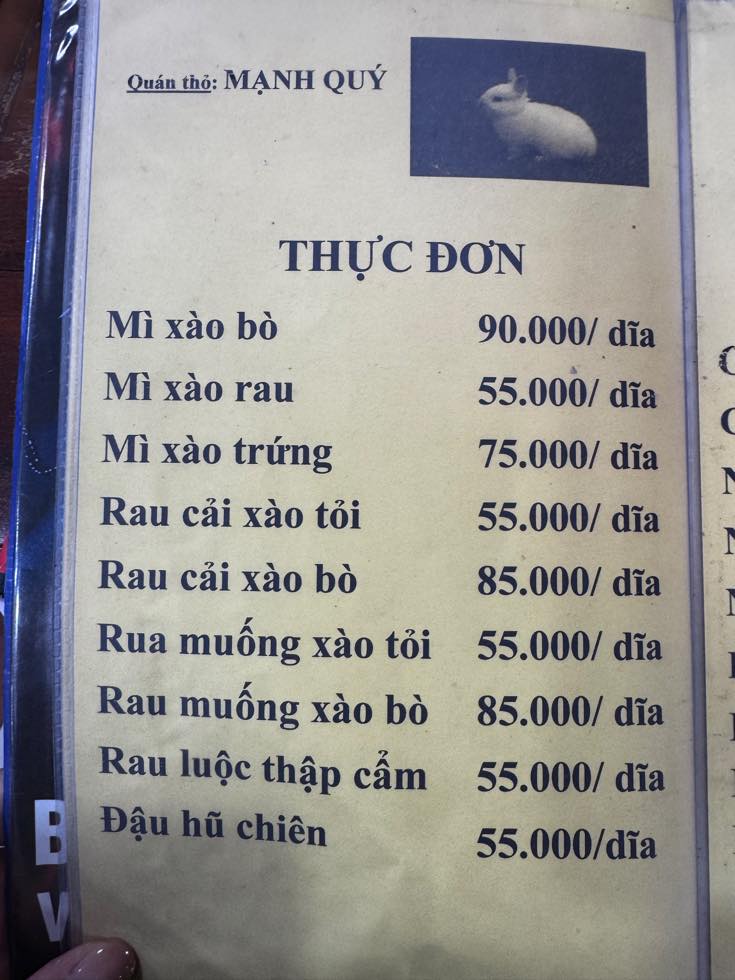 Quán thỏ: MẠNH QUÝ
THỰC ĐƠN
Mì xào bò 90.000/ dĩa
Mì xào rau 55.000/ dĩa
Mì xào trứng 75.000/ dĩa
Rau cải xào tỏi 55.000/ dĩa
Rau cải xào bò 85.000/ dĩa
Rua muống xào tỏi 55.000/ dĩa
Rau muống xào bò 85.000/ dĩa
Rau luộc thập cẩm 55.000/ dĩa
Đậu hũ chiên 55.000/dĩa